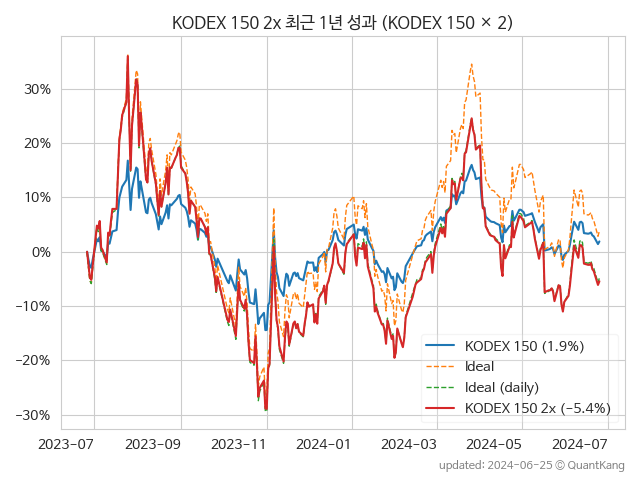 KODEX 150 2x 최근 1년 성과 (KODEX 150 × 2)
30%
20%
10%
0%
−10%
−20%
−30%
2023-07 2023-09 2023-11 2024-01 2024-03 2024-05 2024-07
KODEX 150 (1.9%)
Ideal
Ideal (daily)
KODEX 150 2x (−5.4%)
updated: 2024-06-25 © QuantKang